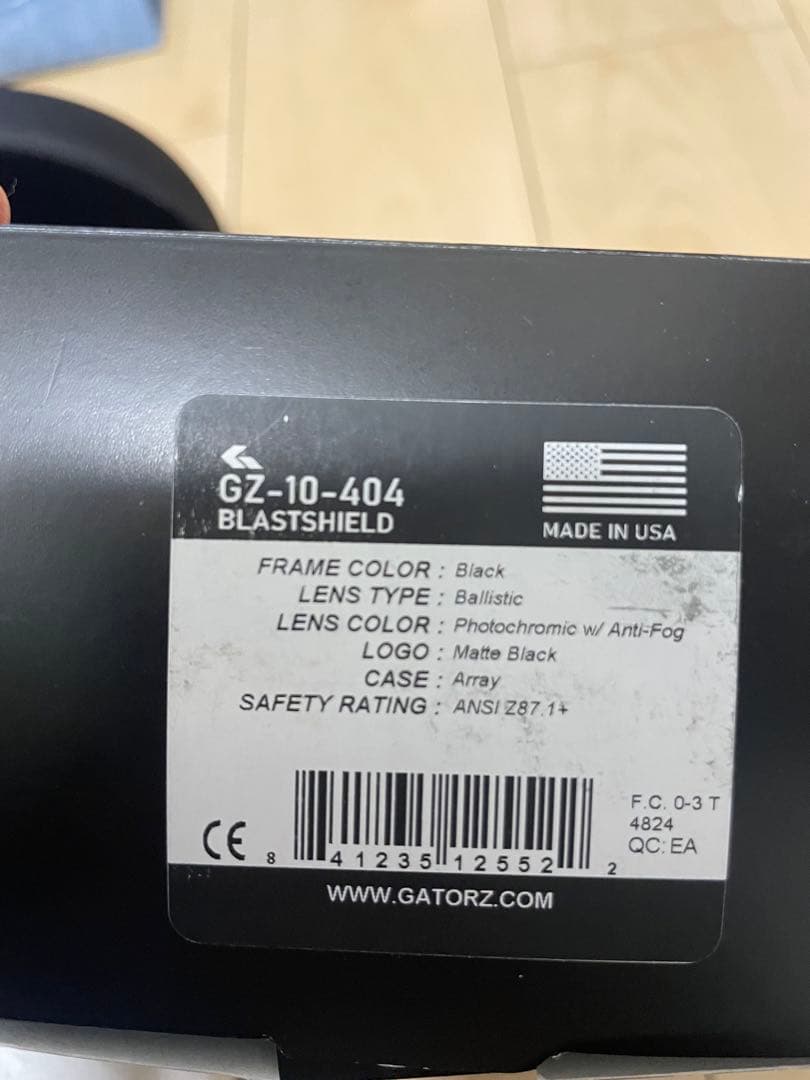 GZ-10-404
BLASTSHIELD
MADE IN USA
FRAME COLOR : Black
LENS TYPE : Ballistic
LENS COLOR : Photochromic w/ Anti-Fog
LOGO : Matte Black
CASE : Array
SAFETY RATING : ANSI Z87.1+
CE
8 41235 12552 2
F.C. 0-3 T
4824
QC: EA
WWW.GATORZ.COM